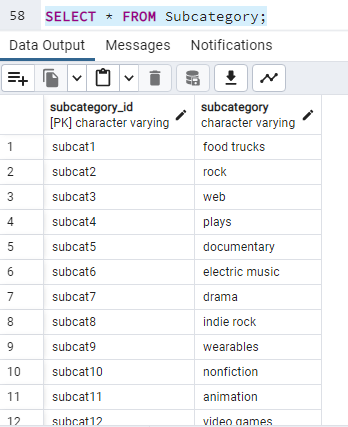 58 SELECT * FROM Subcategory;
Data Output Messages Notifications
subcategory_id subcategory
[PK] character varying character varying
1 subcat1 food trucks
2 subcat2 rock
3 subcat3 web
4 subcat4 plays
5 subcat5 documentary
6 subcat6 electric music
7 subcat7 drama
8 subcat8 indie rock
9 subcat9 wearables
10 subcat10 nonfiction
11 subcat11 animation
12 subcat12 video games